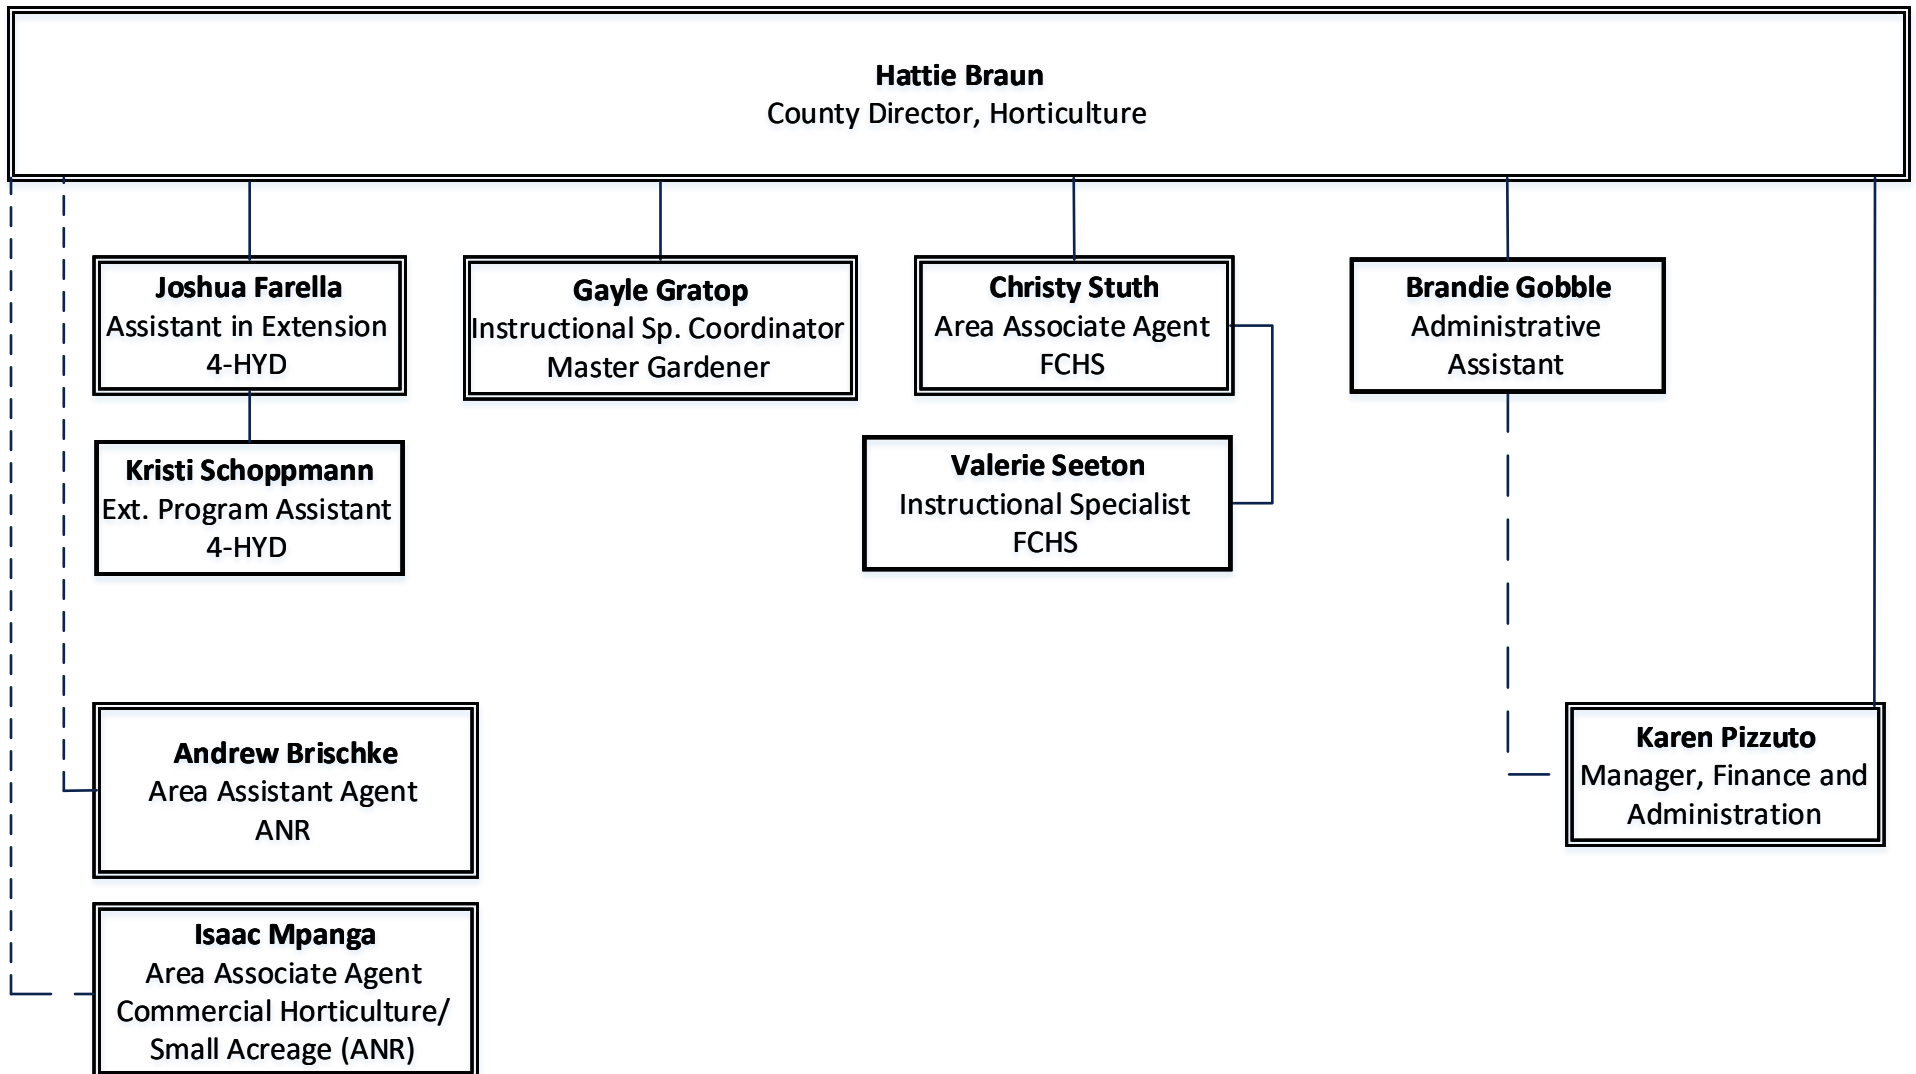 Hattie Braun
County Director, Horticulture
Joshua Farella
Assistant in Extension
4-HYD
Gayle Gratop
Instructional Sp. Coordinator
Master Gardener
Christy Stuth
Area Associate Agent
FCHS
Brandie Gobble
Administrative
Assistant
Kristi Schoppmann
Ext. Program Assistant
4-HYD
Valerie Seeton
Instructional Specialist
FCHS
Andrew Brischke
Area Assistant Agent
ANR
Karen Pizzuto
Manager, Finance and
Administration
Isaac Mpanga
Area Associate Agent
Commercial Horticulture/
Small Acreage (ANR)